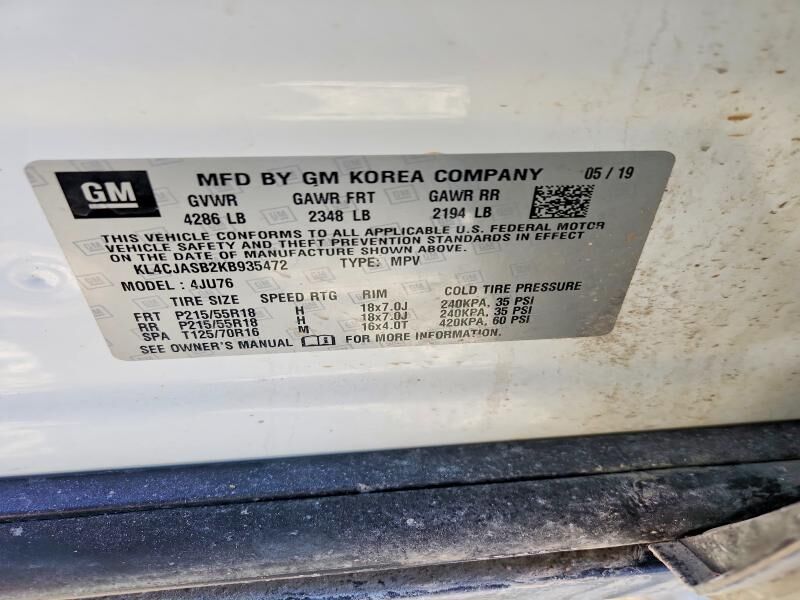 GM MFD BY GM KOREA COMPANY 05 / 19
GVWR GAWR FRT GAWR RR
4286 LB 2348 LB 2194 LB
THIS VEHICLE CONFORMS TO ALL APPLICABLE U.S. FEDERAL MOTOR
VEHICLE SAFETY AND THEFT PREVENTION STANDARDS IN EFFECT
ON THE DATE OF MANUFACTURE SHOWN ABOVE.
KL4CJASB2KB935472 TYPE: MPV
MODEL: 4JU76
TIRE SIZE SPEED RTG RIM COLD TIRE PRESSURE
FRT P215/55R18 H 18x7.0J 240KPA, 35 PSI
RR P215/55R18 H 18x7.0J 240KPA, 35 PSI
SPA T125/70R16 M 16x4.0T 420KPA, 60 PSI
SEE OWNER'S MANUAL FOR MORE INFORMATION.